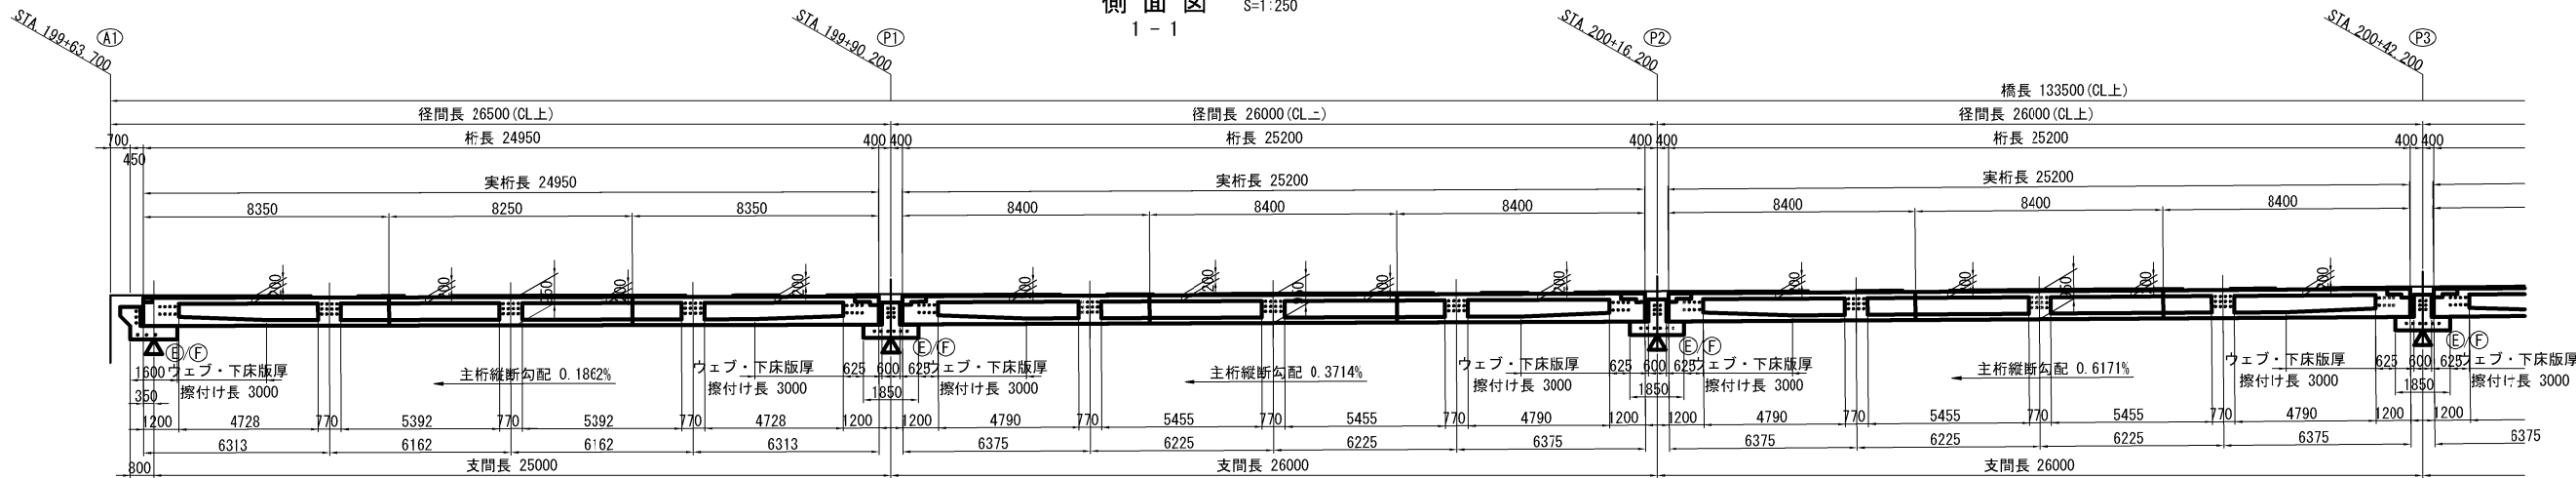 側 面 図 S=1:250
1 - 1
STA.199+63.700 A1 STA.199+90.200 P1 STA.200+16.200 P2 STA.200+42.200 P3
橋長 133500(CL上)
径間長 26500(CL上) 径間長 26000(CL上) 径間長 26000(CL上)
700 桁長 24950 400 400 桁長 25200 400 400 桁長 25200 400 400
450
実桁長 24950 実桁長 25200 実桁長 25200
8350 8250 8350 8400 8400 8400 8400 8400 8400
200 200 200 200 200 200 200 200
E/F E/F E/F E/F
1600 ウェブ・下床版厚 ウェブ・下床版厚 625 600 625 ウェブ・下床版厚 ウェブ・下床版厚 625 600 625 ウェブ・下床版厚 ウェブ・下床版厚 625 600 625 ウェブ・下床版厚
主桁縦断勾配 0.1862% 主桁縦断勾配 0.3714% 主桁縦断勾配 0.6171%
350 擦付け長 3000 擦付け長 3000 1850 擦付け長 3000 擦付け長 3000 1850 擦付け長 3000 擦付け長 3000 1850 擦付け長 3000
1200 4728 770 5392 770 5392 770 4728 1200 1200 4790 770 5455 770 5455 770 4790 1200 1200 4790 770 5455 770 5455 770 4790 1200 1200
6313 6162 6162 6313 6375 6225 6225 6375 6375 6225 6225 6375 6375
800 支間長 25000 支間長 26000 支間長 26000